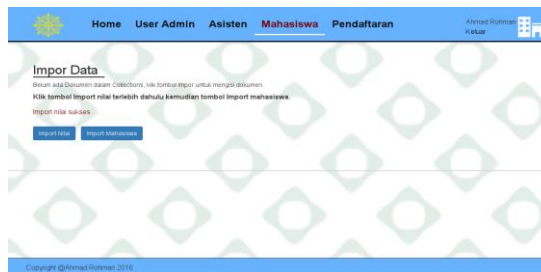 Home User Admin Asisten Mahasiswa Pendaftaran
Ahmad Rohman
Keluar
Impor Data
Belum ada Dokumen dalam Collections, klik tombol impor untuk mengisi dokumen
Klik tombol Import nilai terlebih dahulu kemudian tombol Import mahasiswa.
Import nilai sukses
Import Nilai Import Mahasiswa
Copyright @Ahmad Rohman 2018